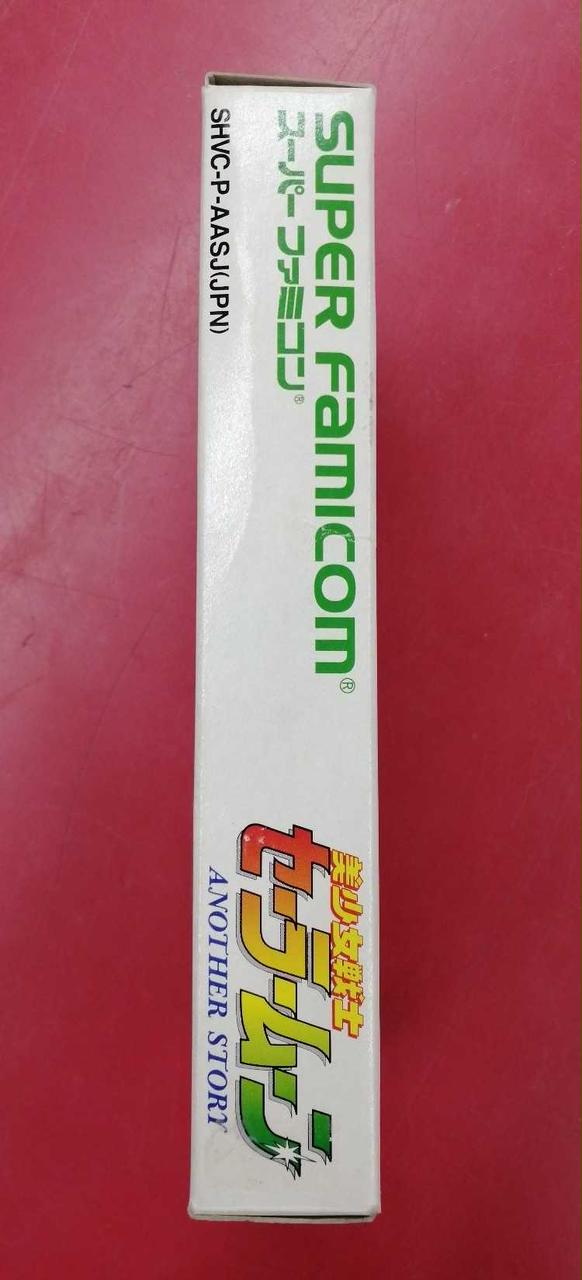 SUPER FAMICOM®
スーパーファミコン®
SHVC-P-AASJ(JPN)
美少女戦士
セーラームーン
ANOTHER STORY